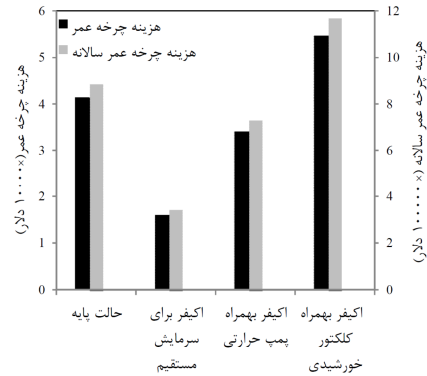 6
5
4
3
2
1
0
12
10
8
6
4
2
0
هزینه چرخه عمر
هزینه چرخه عمر سالانه
هزینه چرخه عمر(×۱۰۰۰۰ دلار)
هزینه چرخه عمر سالانه (× ۱۰۰۰۰۰ دلار)
حالت پایه
اکیفر برای
سرمایش
مستقیم
اکیفر بهمراه
پمپ حرارتی
اکیفر بهمراه
کلکتور
خورشیدی